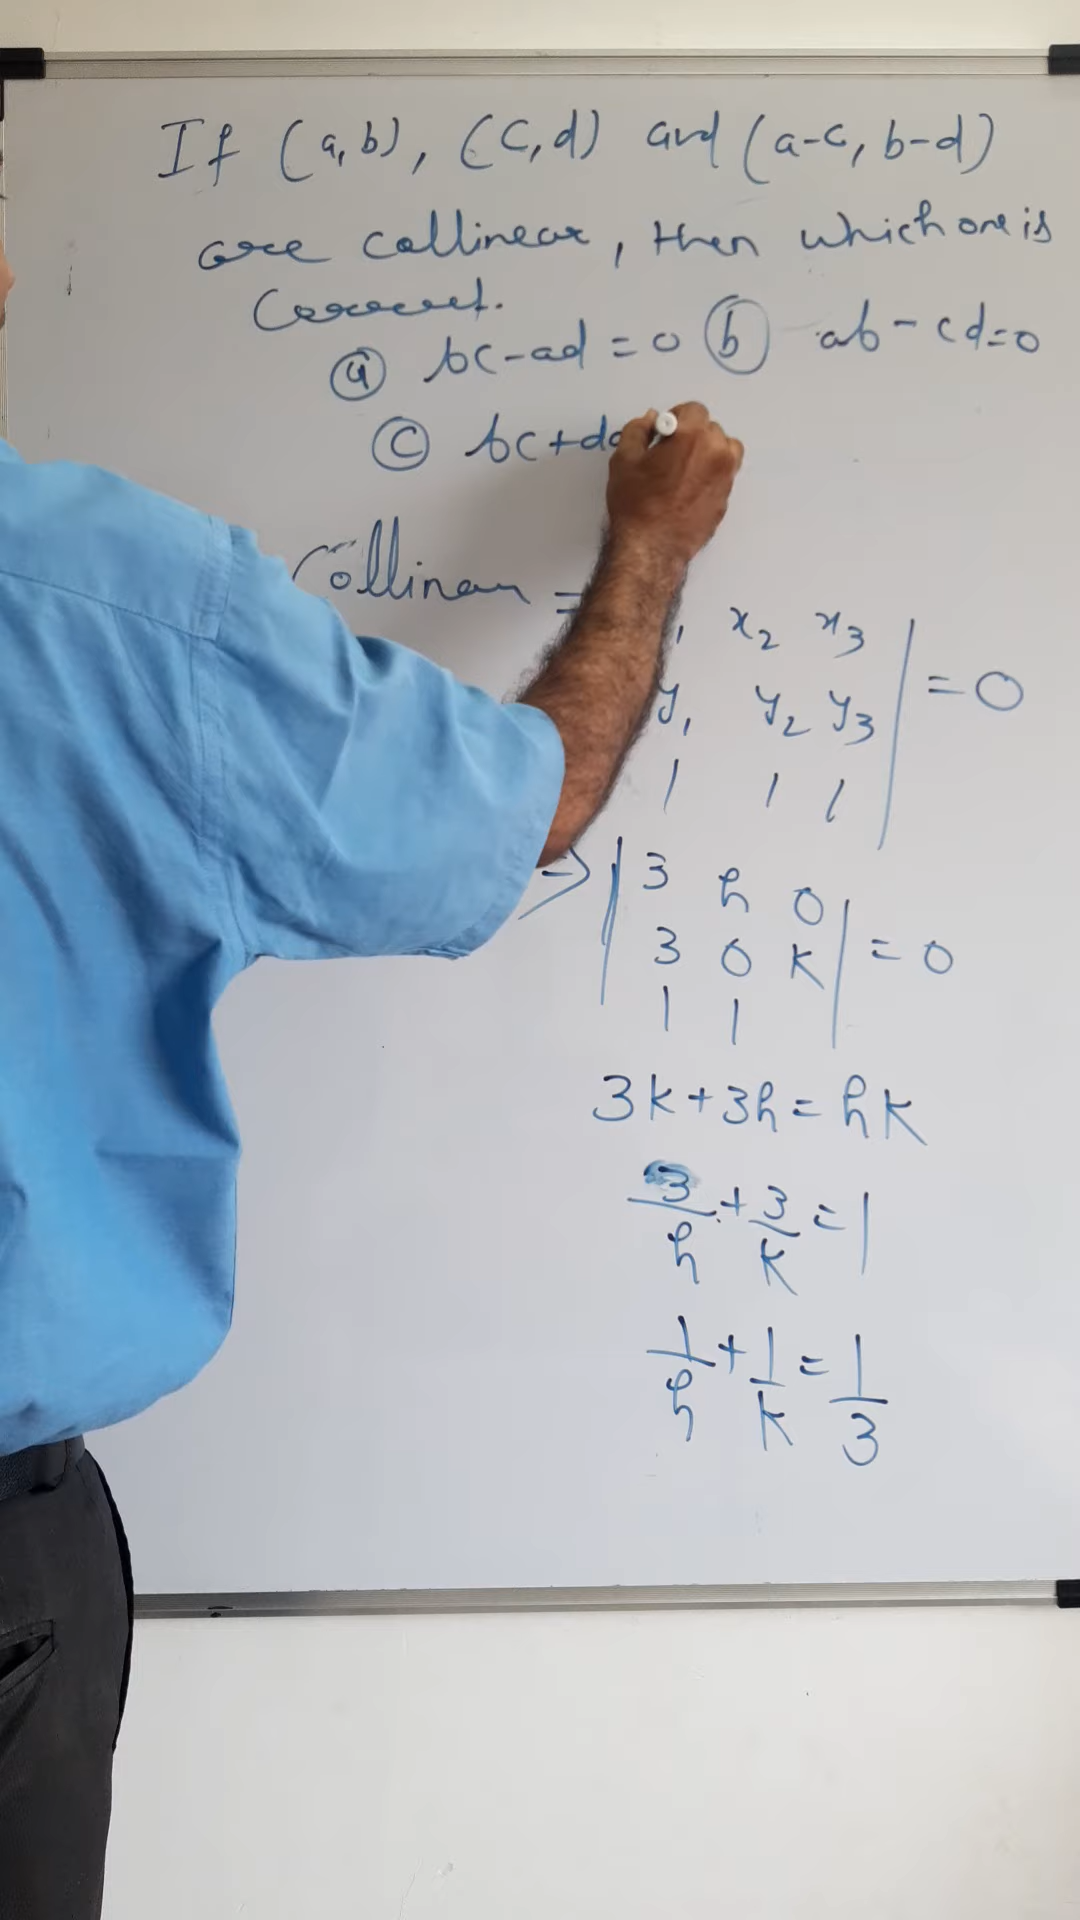 If (a,b), (c,d) and (a-c, b-d)
are collinear, then which one is
Correct.
ⓐ bc-ad=0 ⓑ ab-cd=0
ⓒ bc+d
Collinear =
x₂ x₃
y₁ y₂ y₃ | =0
1 1 1
=> | 3 h 0
3 0 k | = 0
1 1
3k+3h=hk
3/h + 3/k = 1
1/h + 1/k = 1/3